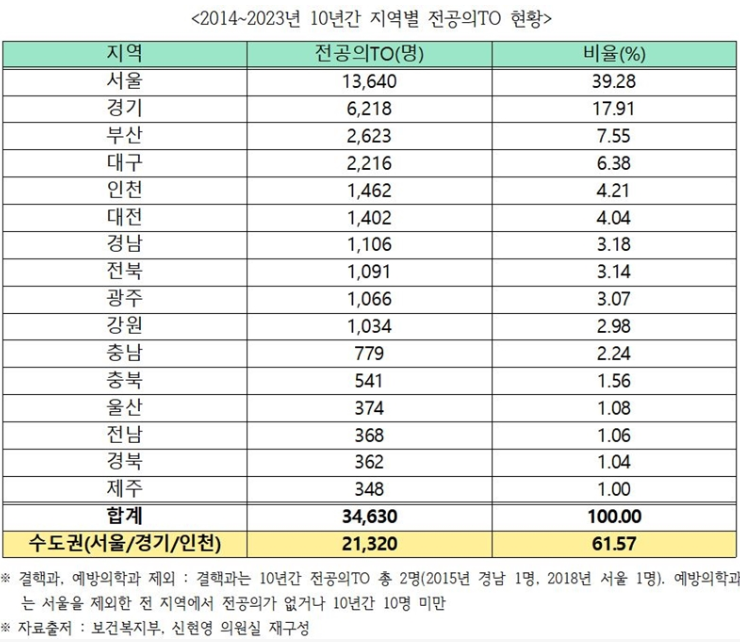 <2014~2023년 10년간 지역별 전공의TO 현황>
지역 전공의TO(명) 비율(%)
서울 13,640 39.28
경기 6,218 17.91
부산 2,623 7.55
대구 2,216 6.38
인천 1,462 4.21
대전 1,402 4.04
경남 1,106 3.18
전북 1,091 3.14
광주 1,066 3.07
강원 1,034 2.98
충남 779 2.24
충북 541 1.56
울산 374 1.08
전남 368 1.06
경북 362 1.04
제주 348 1.00
합계 34,630 100.00
수도권(서울/경기/인천) 21,320 61.57
※ 결핵과, 예방의학과 제외 : 결핵과는 10년간 전공의TO 총 2명(2015년 경남 1명, 2018년 서울 1명). 예방의학과
는 서울을 제외한 전 지역에서 전공의가 없거나 10년간 10명 미만
※ 자료출저 : 보건복지부, 신현영 의원실 재구성